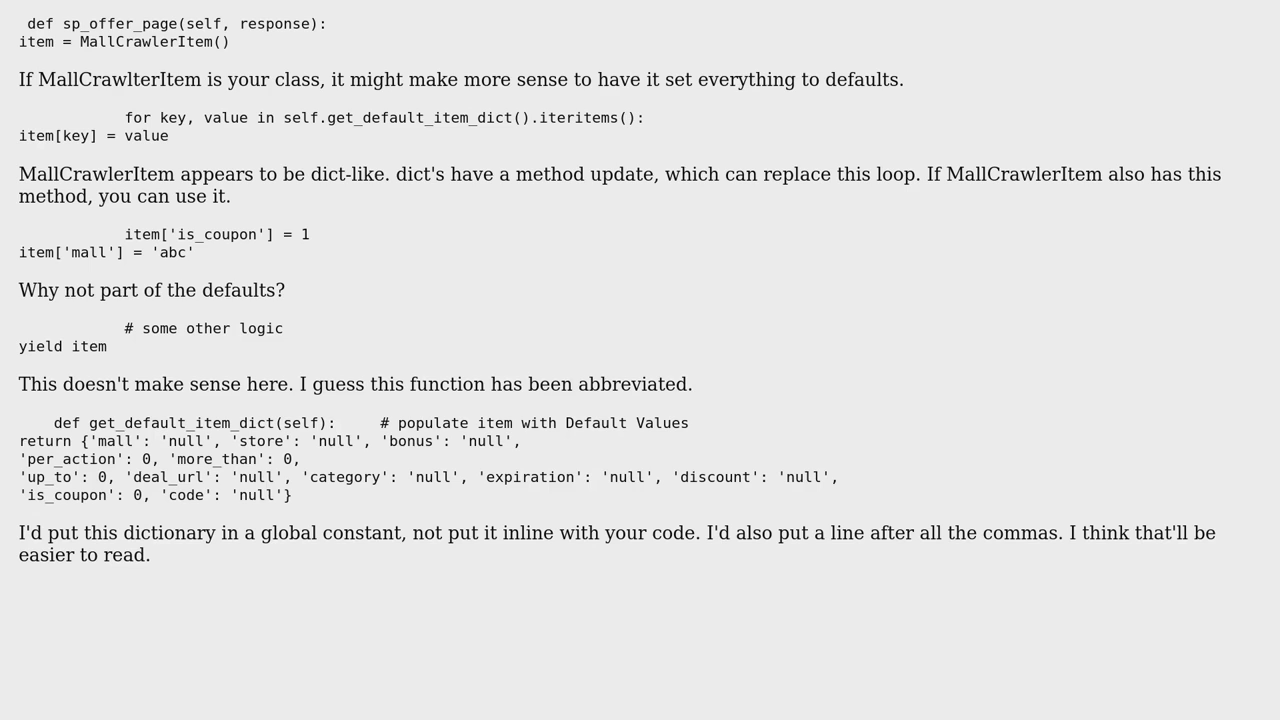 def sp_offer_page(self, response):
item = MallCrawlerItem()
If MallCrawlterItem is your class, it might make more sense to have it set everything to defaults.
for key, value in self.get_default_item_dict().iteritems():
item[key] = value
MallCrawlerItem appears to be dict-like. dict's have a method update, which can replace this loop. If MallCrawlerItem also has this
method, you can use it.
item['is_coupon'] = 1
item['mall'] = 'abc'
Why not part of the defaults?
# some other logic
yield item
This doesn't make sense here. I guess this function has been abbreviated.
def get_default_item_dict(self):     # populate item with Default Values
return {'mall': 'null', 'store': 'null', 'bonus': 'null',
'per_action': 0, 'more_than': 0,
'up_to': 0, 'deal_url': 'null', 'category': 'null', 'expiration': 'null', 'discount': 'null',
'is_coupon': 0, 'code': 'null'}
I'd put this dictionary in a global constant, not put it inline with your code. I'd also put a line after all the commas. I think that'll be
easier to read.